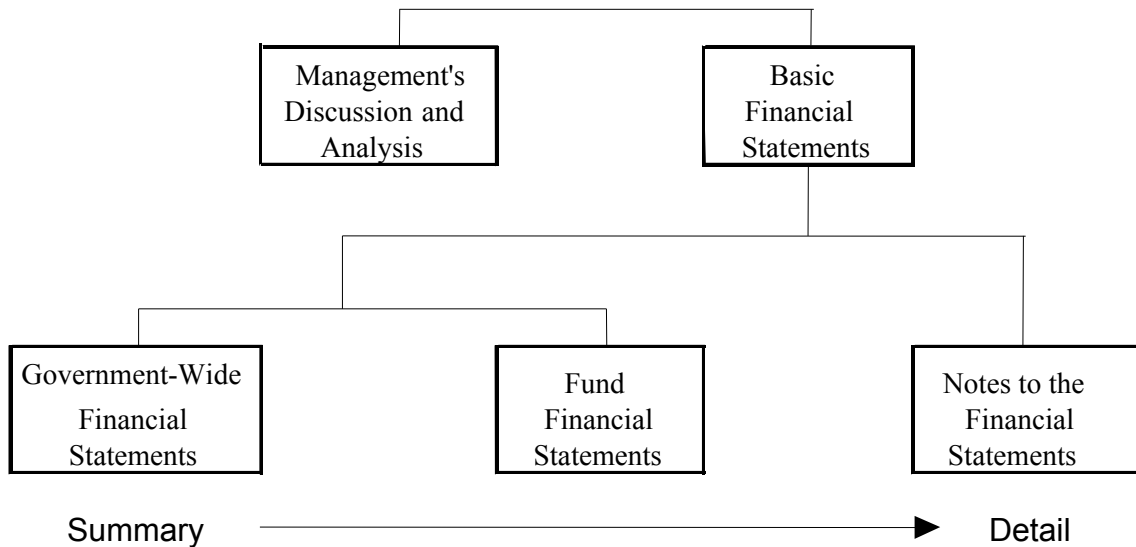 Management's
Discussion and
Analysis
Basic
Financial
Statements
Government-Wide
Financial
Statements
Fund
Financial
Statements
Notes to the
Financial
Statements
Summary
Detail